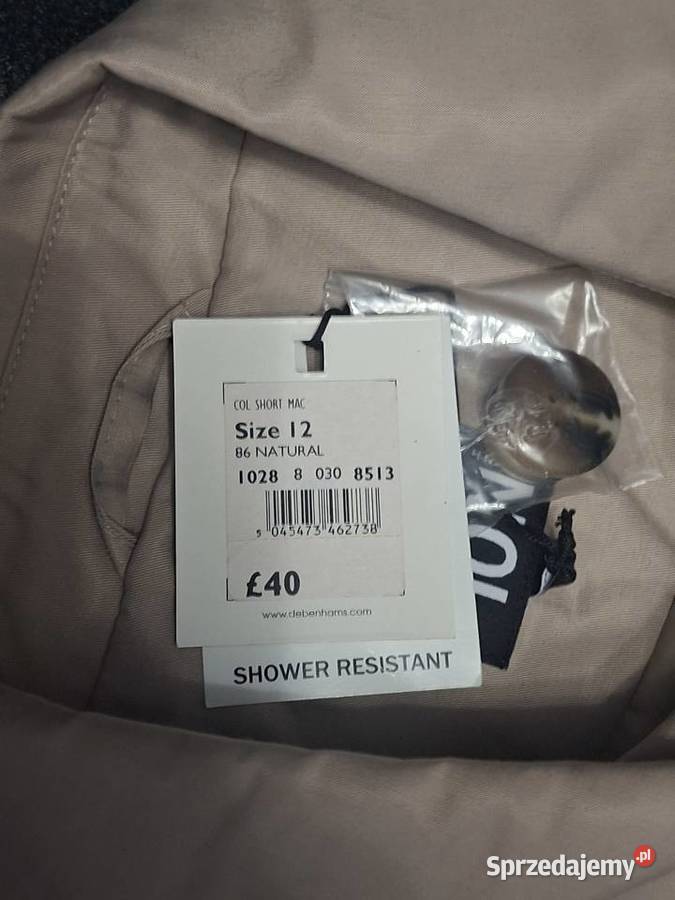 COL SHORT MAC
Size 12
86 NATURAL
1028 8 030 8513
5 045473 462738
£40
www.debenhams.com
SHOWER RESISTANT
Sprzedajemy.pl